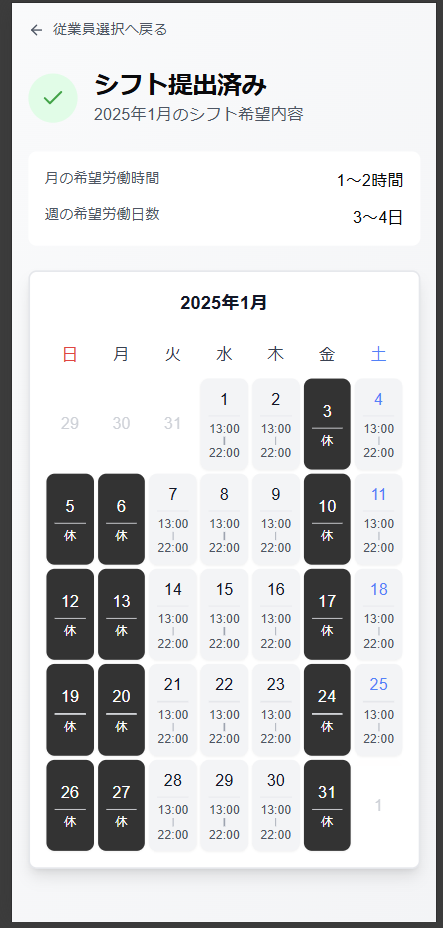 ← 従業員選択へ戻る
シフト提出済み
2025年1月のシフト希望内容
月の希望労働時間 1〜2時間
週の希望労働日数 3〜4日
2025年1月
日 月 火 水 木 金 土
29 30 31 1 2 3 4
13:00 13:00 休 13:00
| | |
22:00 22:00 22:00
5 6 7 8 9 10 11
休 休 13:00 13:00 13:00 休 13:00
| | | |
22:00 22:00 22:00 22:00
12 13 14 15 16 17 18
休 休 13:00 13:00 13:00 休 13:00
| | | |
22:00 22:00 22:00 22:00
19 20 21 22 23 24 25
休 休 13:00 13:00 13:00 休 13:00
| | | |
22:00 22:00 22:00 22:00
26 27 28 29 30 31 1
休 休 13:00 13:00 13:00 休
| | |
22:00 22:00 22:00